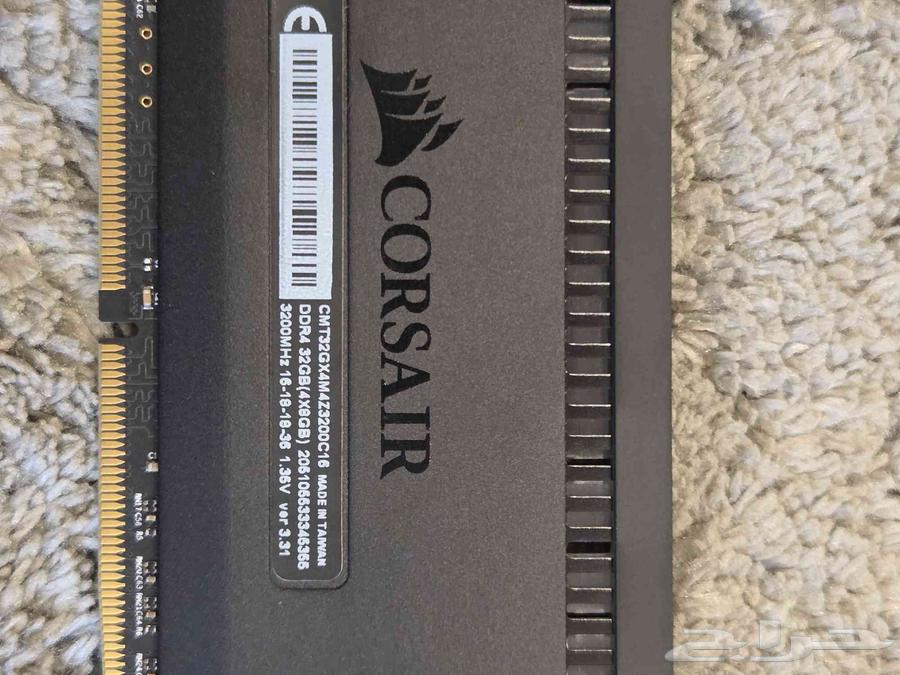 CORSAIR
CMT32GX4M4Z3200C16 MADE IN TAIWAN
DDR4 32GB(4X8GB) 205105633345355
3200MHz 16-18-18-36 1.35V ver 3.31
حراج